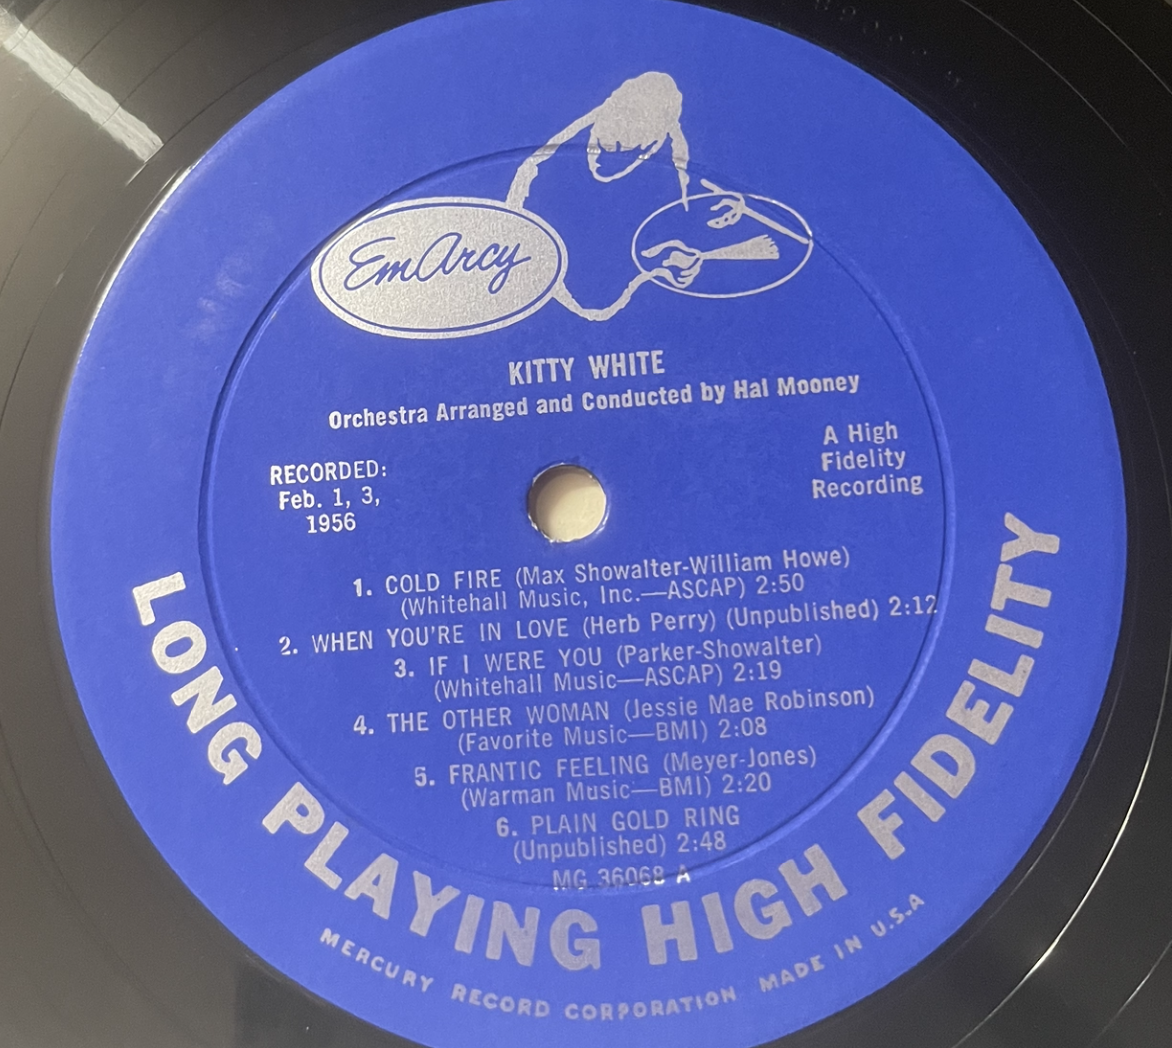 EmArcy
KITTY WHITE
Orchestra Arranged and Conducted by Hal Mooney
RECORDED:
Feb. 1, 3,
1956
A High
Fidelity
Recording
1. COLD FIRE (Max Showalter-William Howe)
(Whitehall Music, Inc.—ASCAP) 2:50
2. WHEN YOU'RE IN LOVE (Herb Perry) (Unpublished) 2:12
3. IF I WERE YOU (Parker-Showalter)
(Whitehall Music—ASCAP) 2:19
4. THE OTHER WOMAN (Jessie Mae Robinson)
(Favorite Music—BMI) 2:08
5. FRANTIC FEELING (Meyer-Jones)
(Warman Music—BMI) 2:20
6. PLAIN GOLD RING
(Unpublished) 2:48
MG 36068 A
LONG PLAYING HIGH FIDELITY
MERCURY RECORD CORPORATION MADE IN U.S.A